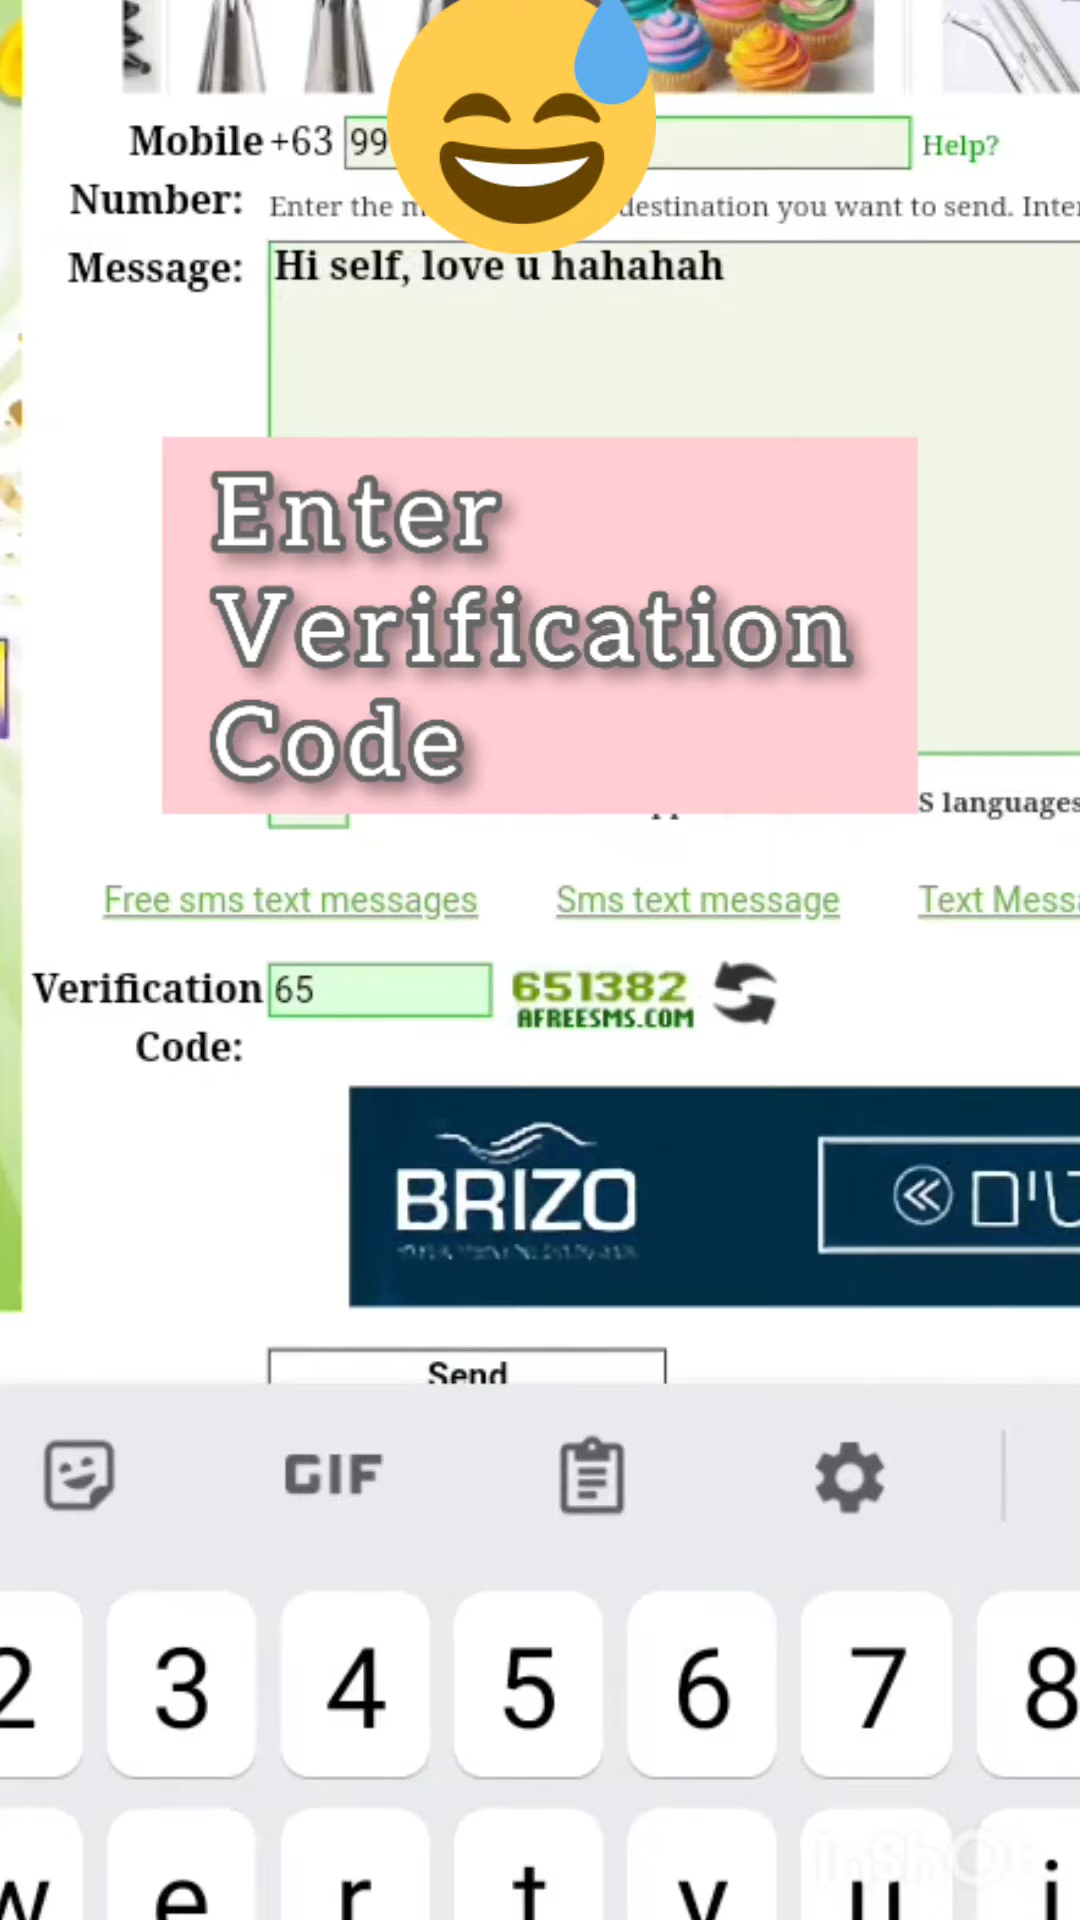 Mobile +63 99 Help?
Number: Enter the destination you want to send.
Message: Hi self, love u hahahah
Enter
Verification
Code
S languages
Free sms text messages Sms text message Text
Verification 65 651382
AFREESMS.COM
Code:
BRIZO
Send
GIF
2 3 4 5 6 7 8
w e r t y u i
InShOt